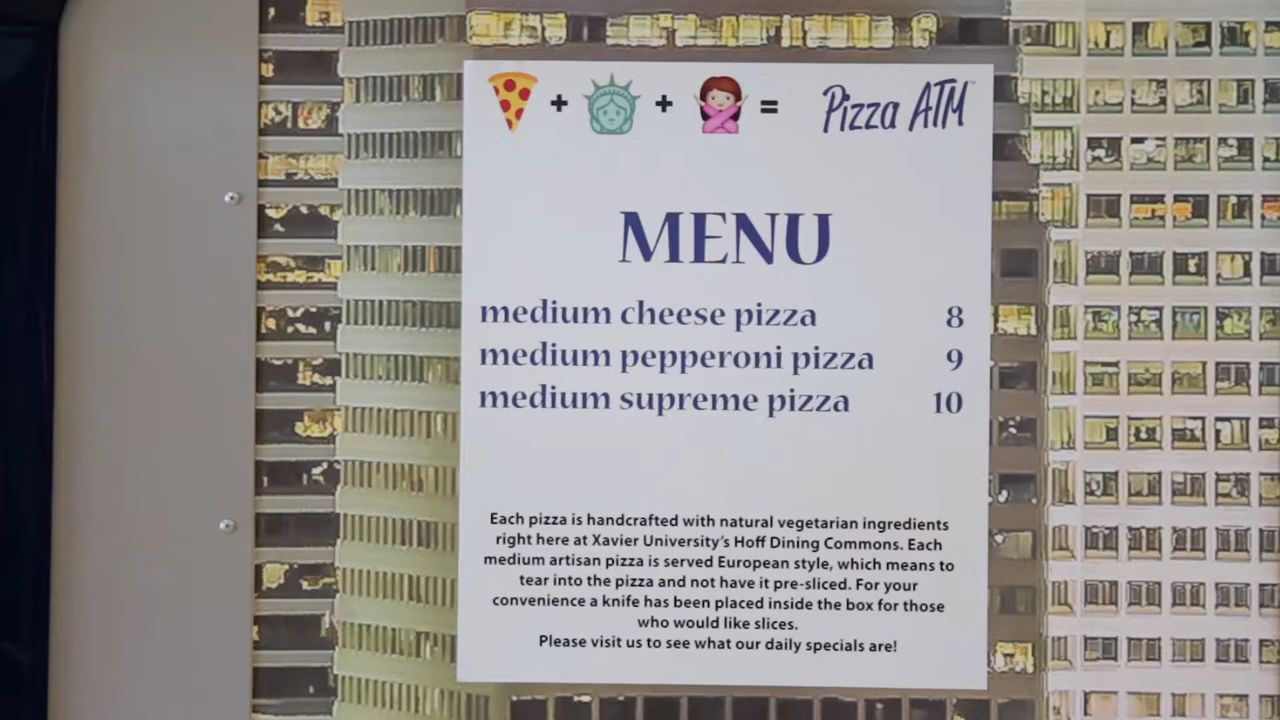 + + = Pizza ATM™
MENU
medium cheese pizza 8
medium pepperoni pizza 9
medium supreme pizza 10
Each pizza is handcrafted with natural vegetarian ingredients
right here at Xavier University's Hoff Dining Commons. Each
medium artisan pizza is served European style, which means to
tear into the pizza and not have it pre-sliced. For your
convenience a knife has been placed inside the box for those
who would like slices.
Please visit us to see what our daily specials are!